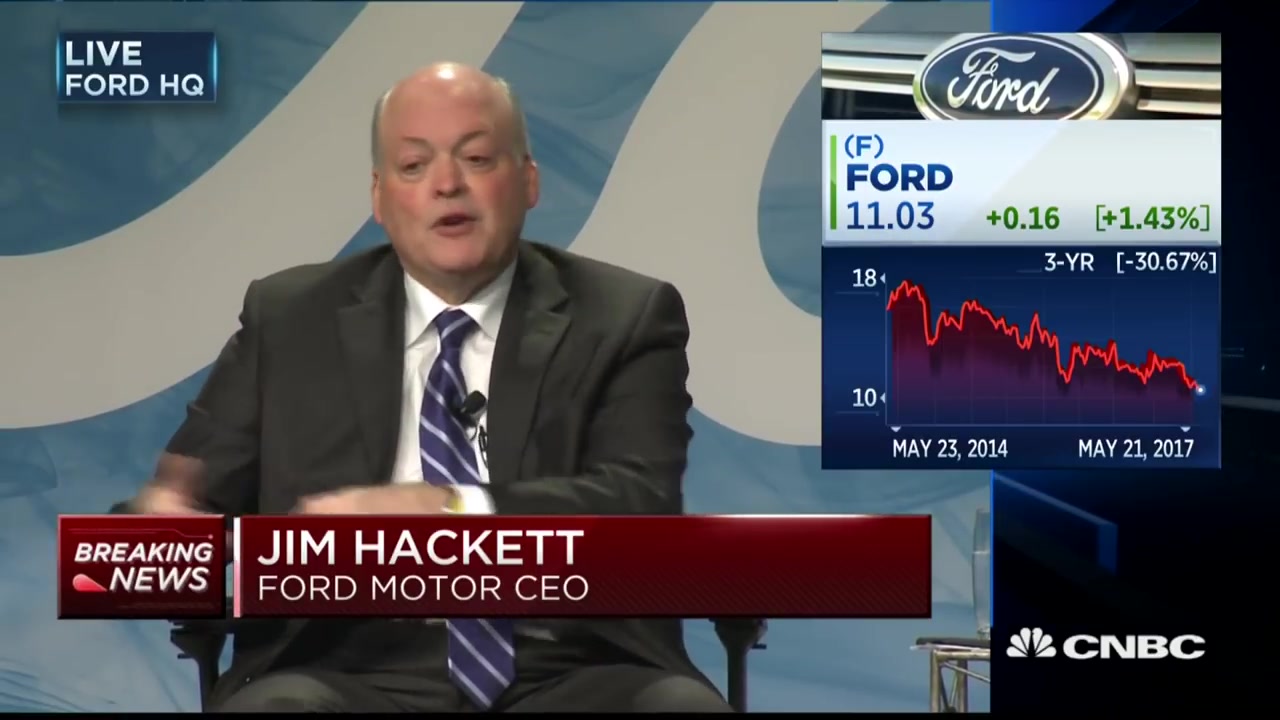 LIVE
FORD HQ
Ford
(F)
FORD
11.03 +0.16 [+1.43%]
3-YR [-30.67%]
18
10
MAY 23, 2014 MAY 21, 2017
BREAKING
NEWS
JIM HACKETT
FORD MOTOR CEO
CNBC